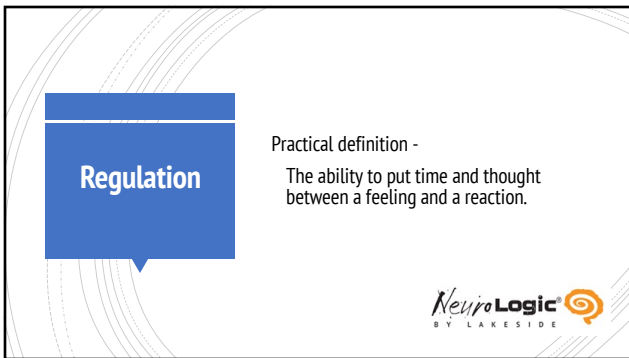 Regulation
Practical definition -
The ability to put time and thought
between a feeling and a reaction.
NeuroLogic®
BY LAKESIDE